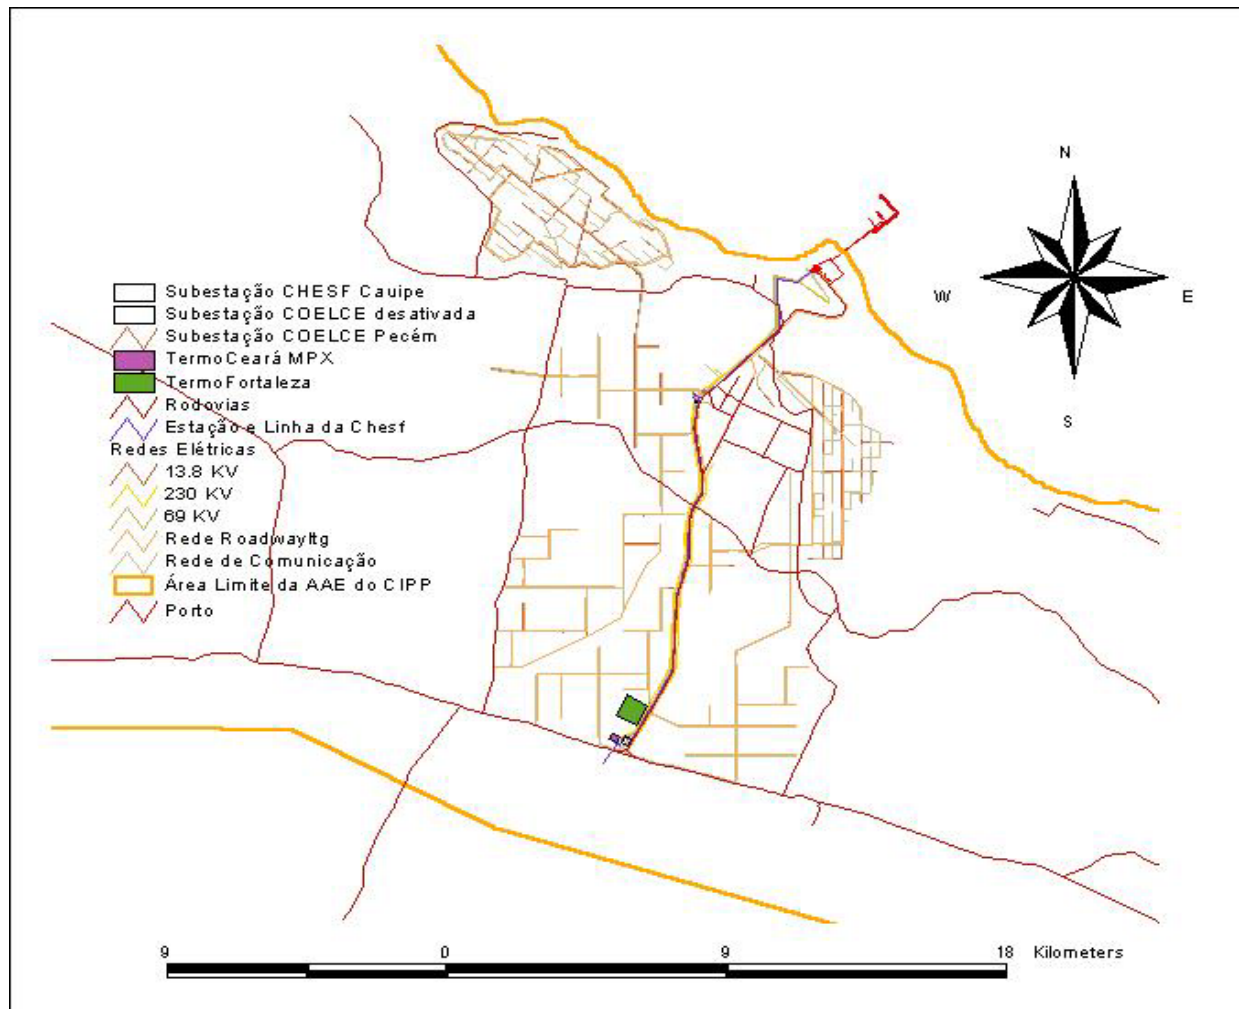 N
W
E
S
Subestação CHESF Cauipe
Subestação COELCE desativada
Subestação COELCE Pecém
TermoCeará MPX
TermoFortaleza
Rodovias
Estação e Linha da Chesf
Redes Elétricas
13.8 KV
230 KV
69 KV
Rede Roadwayltg
Rede de Comunicação
Área Limite da AAE do CIPP
Porto
9 0 9 18 Kilometers